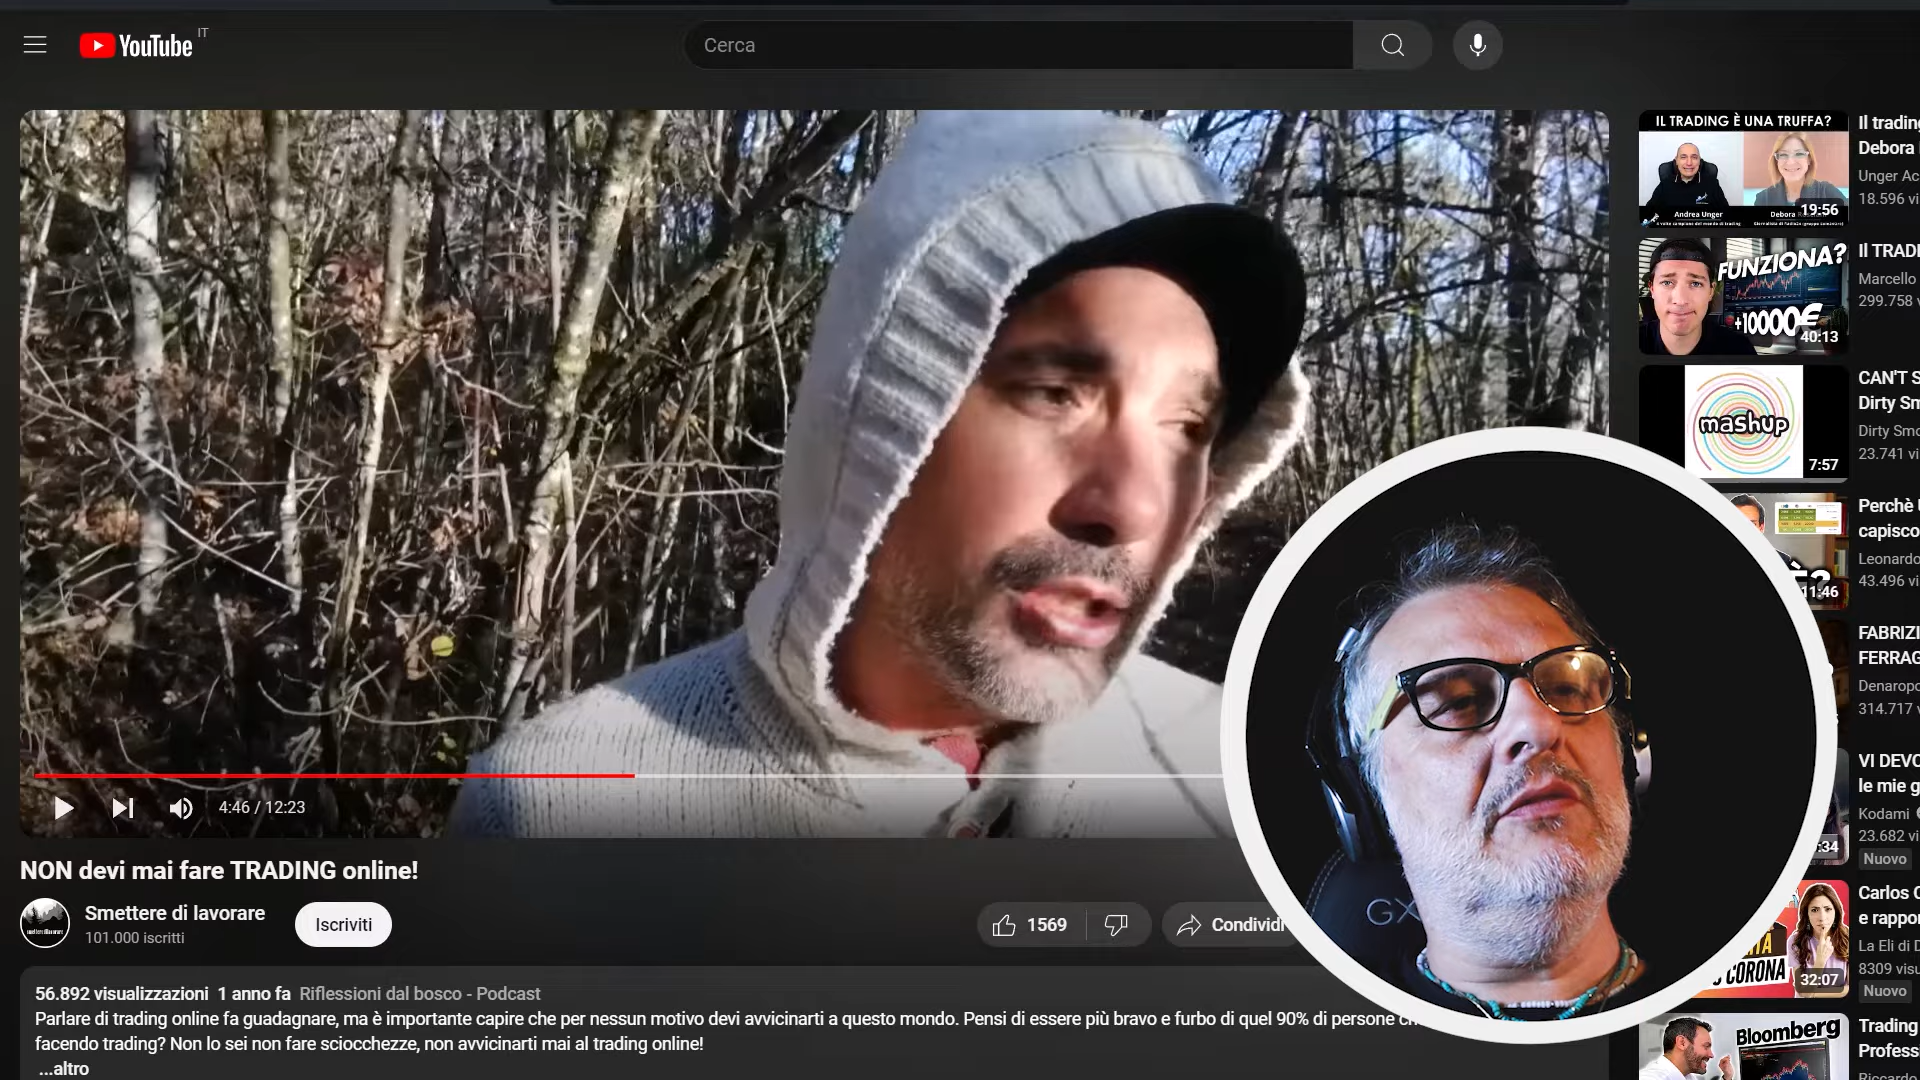 YouTube IT
Cerca
4:46 / 12:23
NON devi mai fare TRADING online!
Smettere di lavorare
101.000 iscritti
Iscriviti
1569
Condividi
56.892 visualizzazioni 1 anno fa Riflessioni dal bosco - Podcast
Parlare di trading online fa guadagnare, ma è importante capire che per nessun motivo devi avvicinarti a questo mondo. Pensi di essere più bravo e furbo di quel 90% di persone
facendo trading? Non lo sei non fare sciocchezze, non avvicinarti mai al trading online!
...altro
GX
IL TRADING È UNA TRUFFA?
Andrea Unger
Debora
19:56
Il trading
Debora
Unger Ac
18.596 vi
FUNZIONA?
+10000€
40:13
Il TRADI
Marcello
299.758 v
mashup
7:57
CAN'T S
Dirty Sm
Dirty Smo
23.741 vi
11:46
Perchè
capisco
Leonardo
43.496 vi
FABRIZI
FERRAG
Denaropo
314.717 v
:34
VI DEVO
le mie g
Kodami
23.682 vi
Nuovo
CORONA
32:07
Carlos C
e rappor
La Eli di D
8309 visu
Nuovo
Bloomberg
Trading
Professi
Riccardo